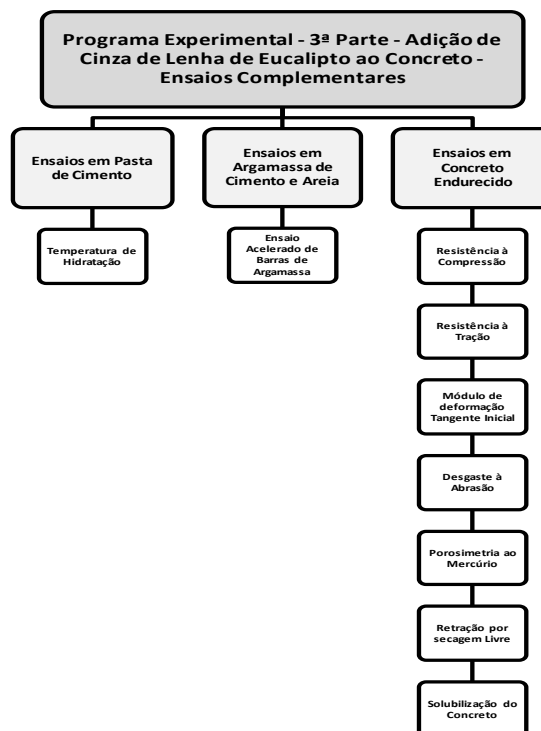 Programa Experimental - 3ª Parte - Adição de
Cinza de Lenha de Eucalipto ao Concreto -
Ensaios Complementares
Ensaios em Pasta
de Cimento
Ensaios em
Argamassa de
Cimento e Areia
Ensaios em
Concreto
Endurecido
Temperatura de
Hidratação
Ensaio
Acelerado de
Barras de
Argamassa
Resistência à
Compressão
Resistência à
Tração
Módulo de
deformação
Tangente Inicial
Desgaste à
Abrasão
Porosimetria ao
Mercúrio
Retração por
secagem Livre
Solubilização do
Concreto